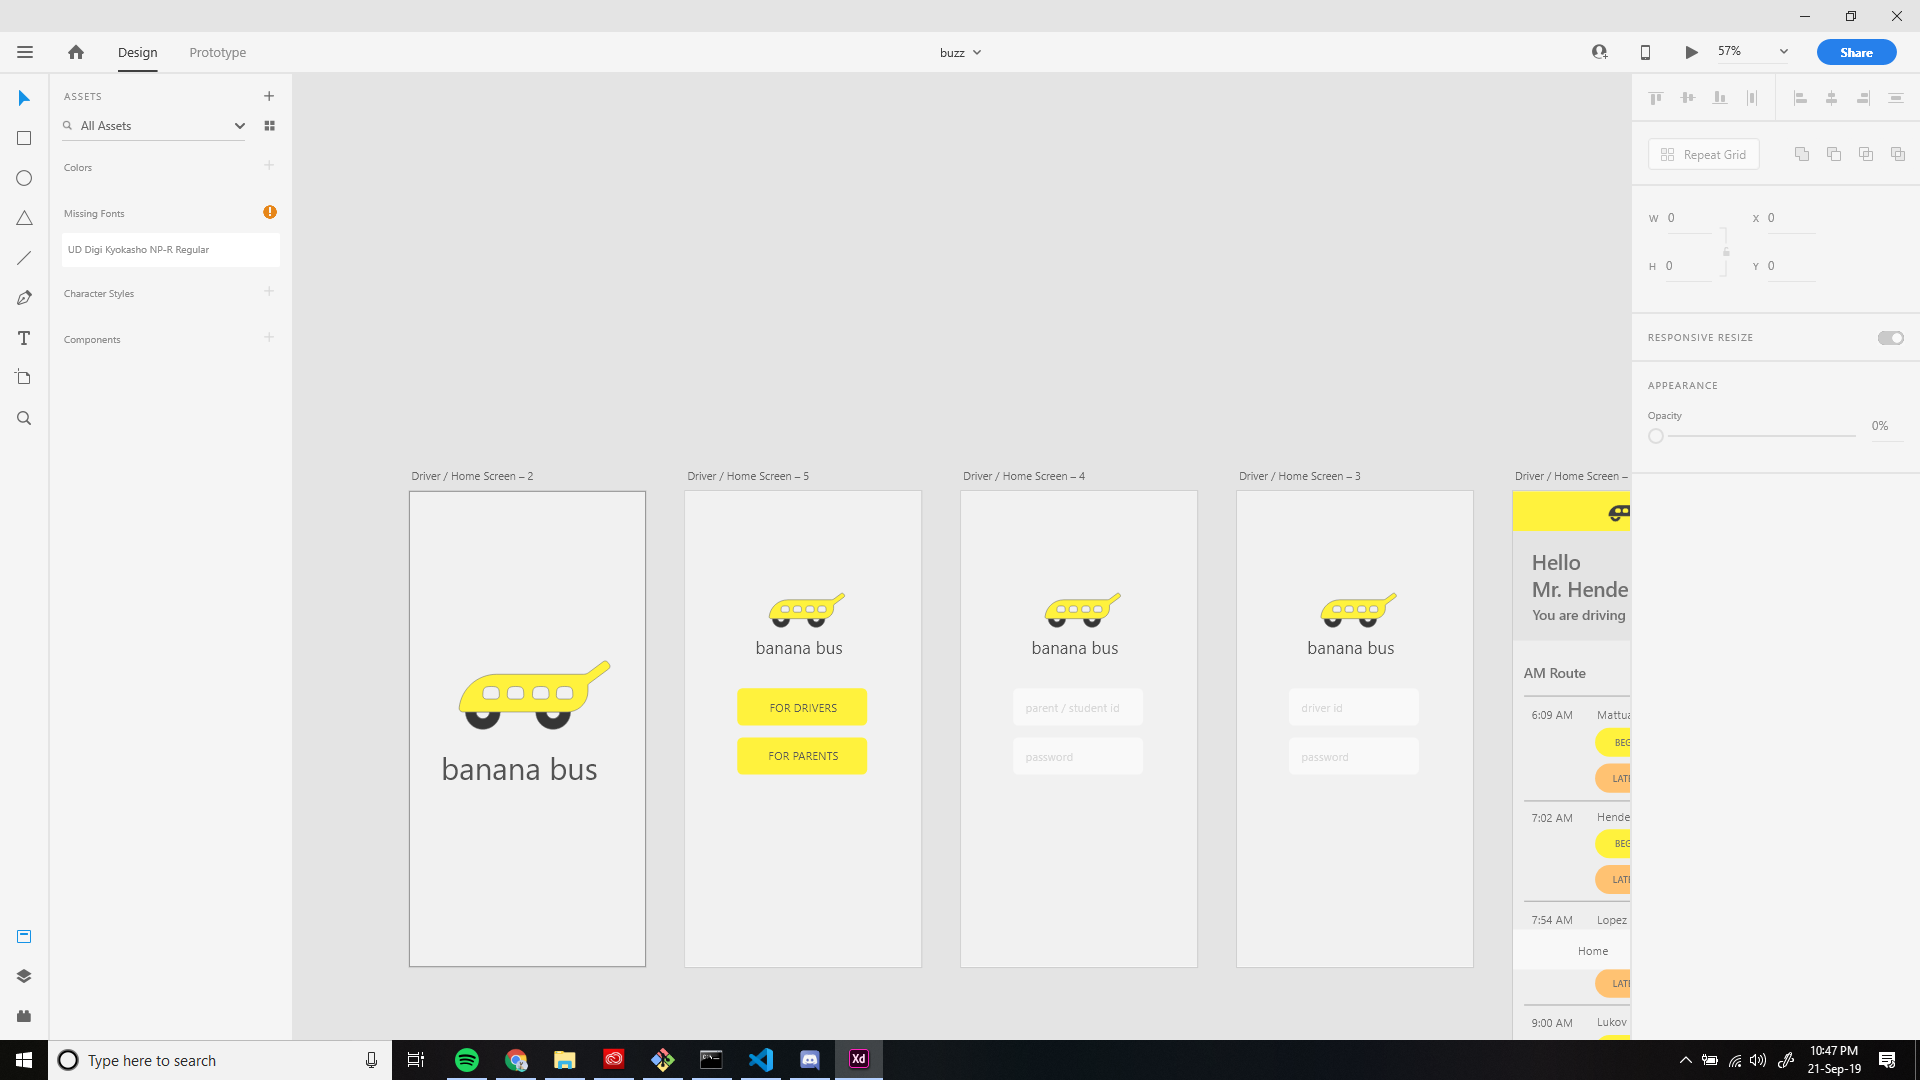 Design
Prototype
buzz
57%
Share
ASSETS
All Assets
Colors
Missing Fonts
UD Digi Kyokasho NP-R Regular
Character Styles
Components
Repeat Grid
W 0
X 0
H 0
Y 0
RESPONSIVE RESIZE
APPEARANCE
Opacity
0%
Driver / Home Screen – 2
banana bus
Driver / Home Screen – 5
banana bus
FOR DRIVERS
FOR PARENTS
Driver / Home Screen – 4
banana bus
parent / student id
password
Driver / Home Screen – 3
banana bus
driver id
password
Driver / Home Screen –
Hello
Mr. Hende
You are driving
AM Route
6:09 AM Mattua
BEG
LATE
7:02 AM Hende
BEG
LATE
7:54 AM Lopez
Home
LATE
9:00 AM Lukov
Type here to search
Xd
10:47 PM
21-Sep-19